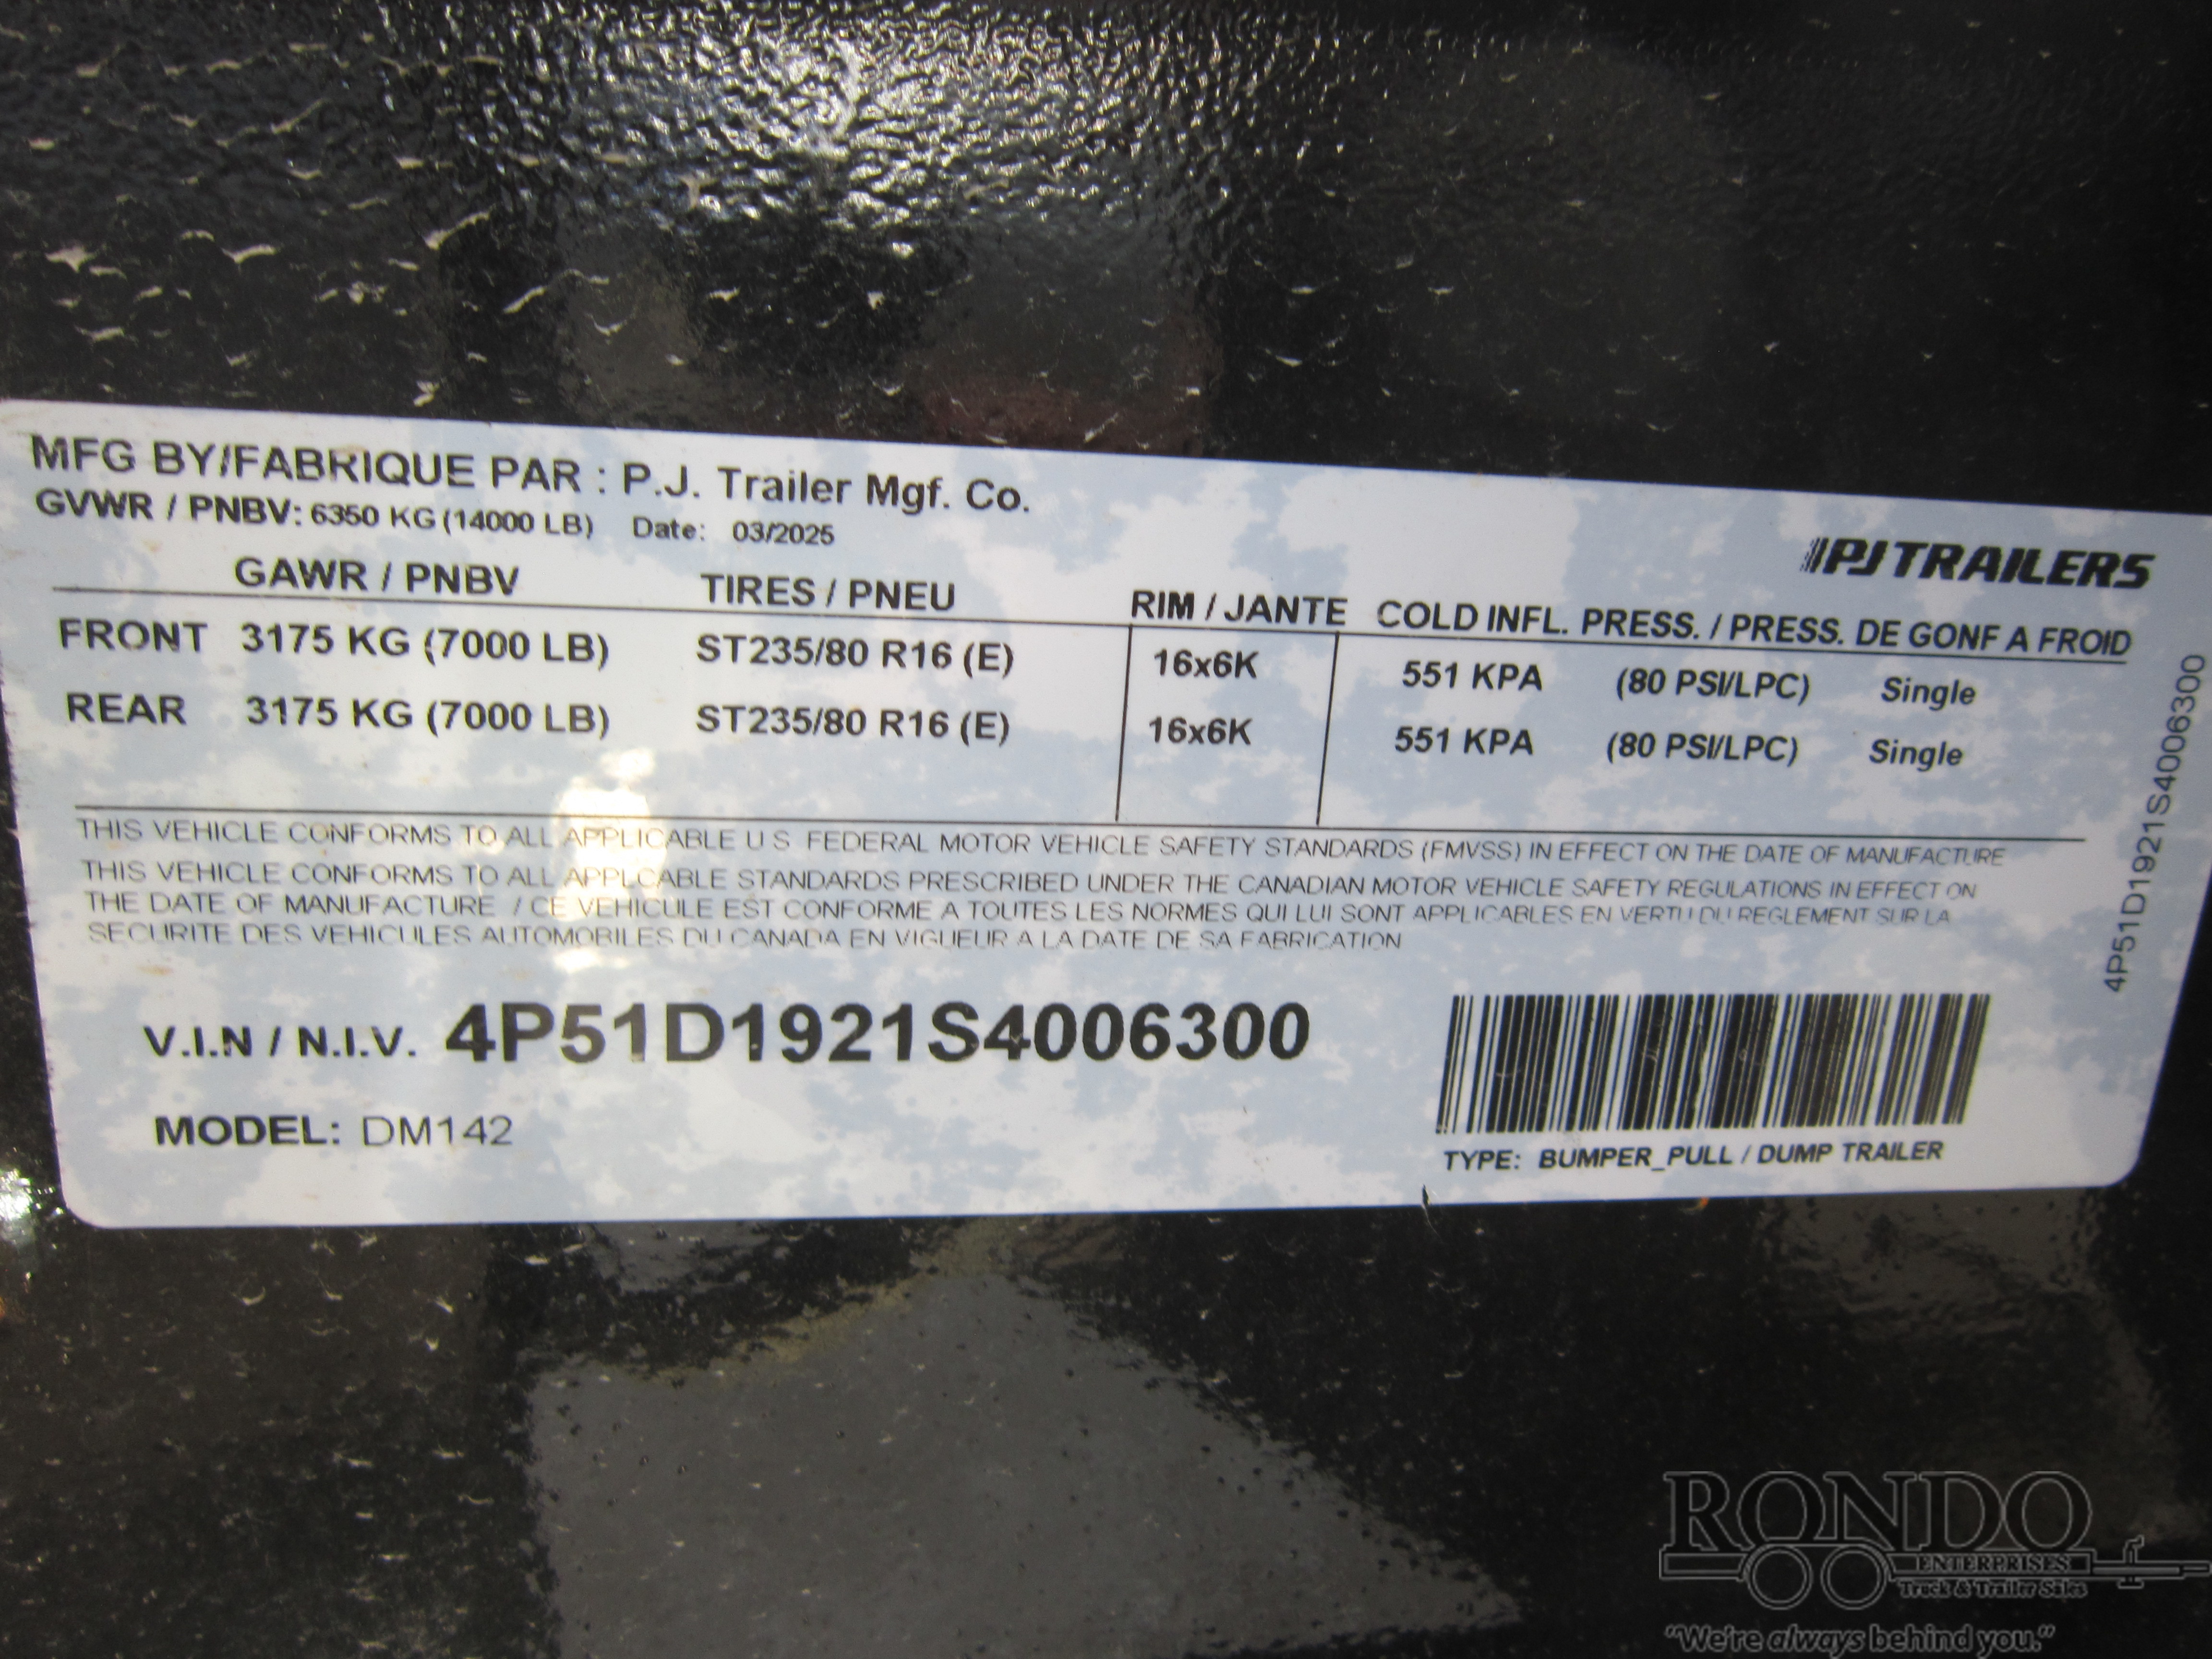 MFG BY/FABRIQUE PAR : P.J. Trailer Mgf. Co.
GVWR / PNBV: 6350 KG (14000 LB) Date: 03/2025
PJ TRAILERS
GAWR / PNBV TIRES / PNEU RIM / JANTE COLD INFL. PRESS. / PRESS. DE GONF A FROID
FRONT 3175 KG (7000 LB) ST235/80 R16 (E) 16x6K 551 KPA (80 PSI/LPC) Single
REAR 3175 KG (7000 LB) ST235/80 R16 (E) 16x6K 551 KPA (80 PSI/LPC) Single
THIS VEHICLE CONFORMS TO ALL APPLICABLE U S FEDERAL MOTOR VEHICLE SAFETY STANDARDS (FMVSS) IN EFFECT ON THE DATE OF MANUFACTURE
THIS VEHICLE CONFORMS TO ALL APPLCABLE STANDARDS PRESCRIBED UNDER THE CANADIAN MOTOR VEHICLE SAFETY REGULATIONS IN EFFECT ON
THE DATE OF MANUFACTURE / CE VEHICULE EST CONFORME A TOUTES LES NORMES QUI LUI SONT APPLICABLES EN VERTU DU REGLEMENT SUR LA
SECURITE DES VEHICULES AUTOMOBILES DU CANADA EN VIGUEUR A LA DATE DE SA FABRICATION
V.I.N / N.I.V. 4P51D1921S4006300
MODEL: DM142
TYPE: BUMPER_PULL / DUMP TRAILER
4P51D1921S4006300
RONDO
ENTERPRISES
Truck & Trailer Sales
"We're always behind you."